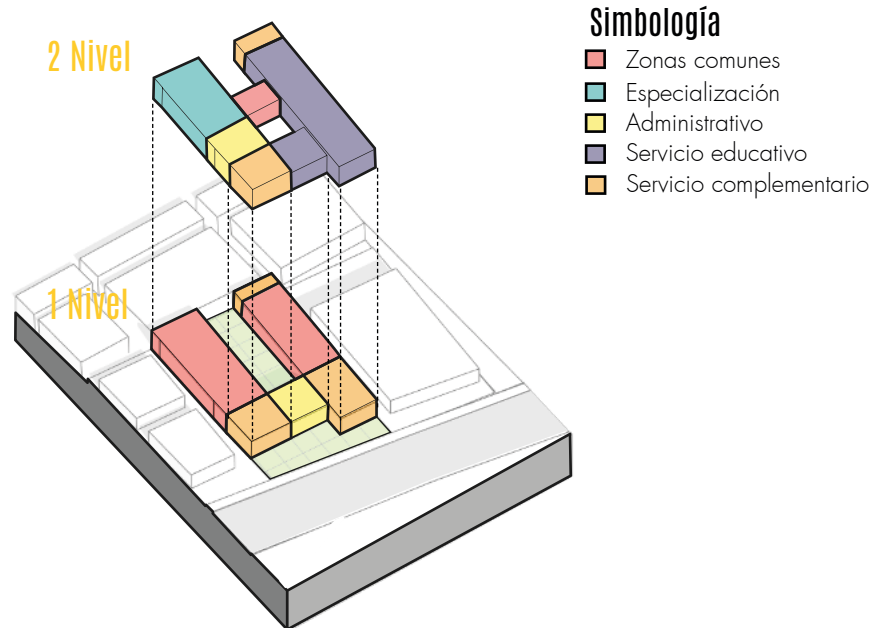 2 Nivel
1 Nivel
Simbología
Zonas comunes
Especialización
Administrativo
Servicio educativo
Servicio complementario